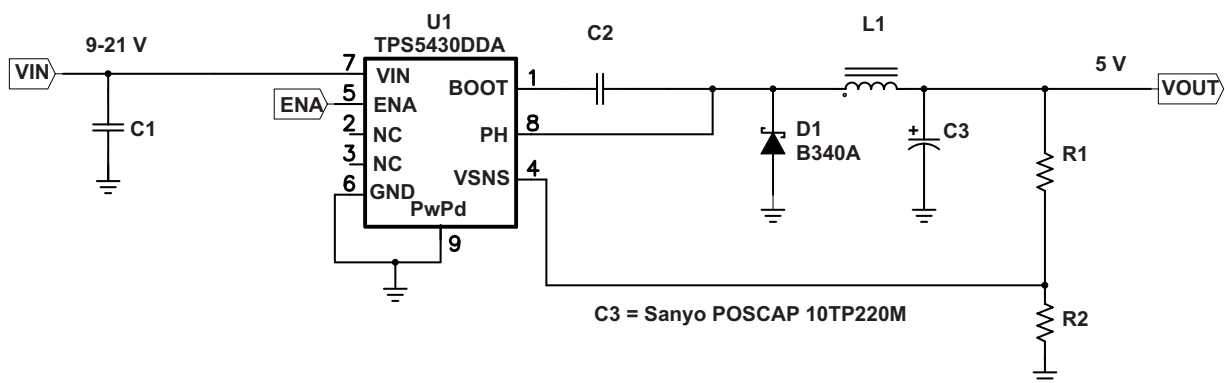 U1
TPS5430DDA
C2
L1
9-21 V
5 V
VIN
VOUT
7
VIN
1
BOOT
ENA
5
ENA
C1
2
NC
8
PH
D1
B340A
C3
3
NC
4
VSNS
R1
6
GND
PwPd
9
C3 = Sanyo POSCAP 10TP220M
R2